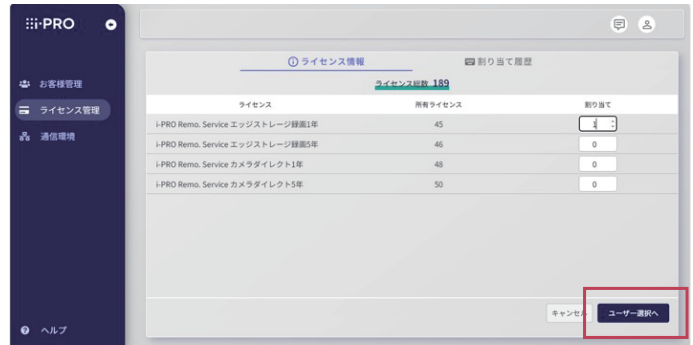 i-PRO
お客様管理
ライセンス管理
通信環境
ヘルプ
ライセンス情報
割り当て履歴
ライセンス総数 189
ライセンス 所有ライセンス 割り当て
i-PRO Remo. Service エッジストレージ録画1年 45 1
i-PRO Remo. Service エッジストレージ録画5年 46 0
i-PRO Remo. Service カメラダイレクト1年 48 0
i-PRO Remo. Service カメラダイレクト5年 50 0
キャンセル ユーザー選択へ